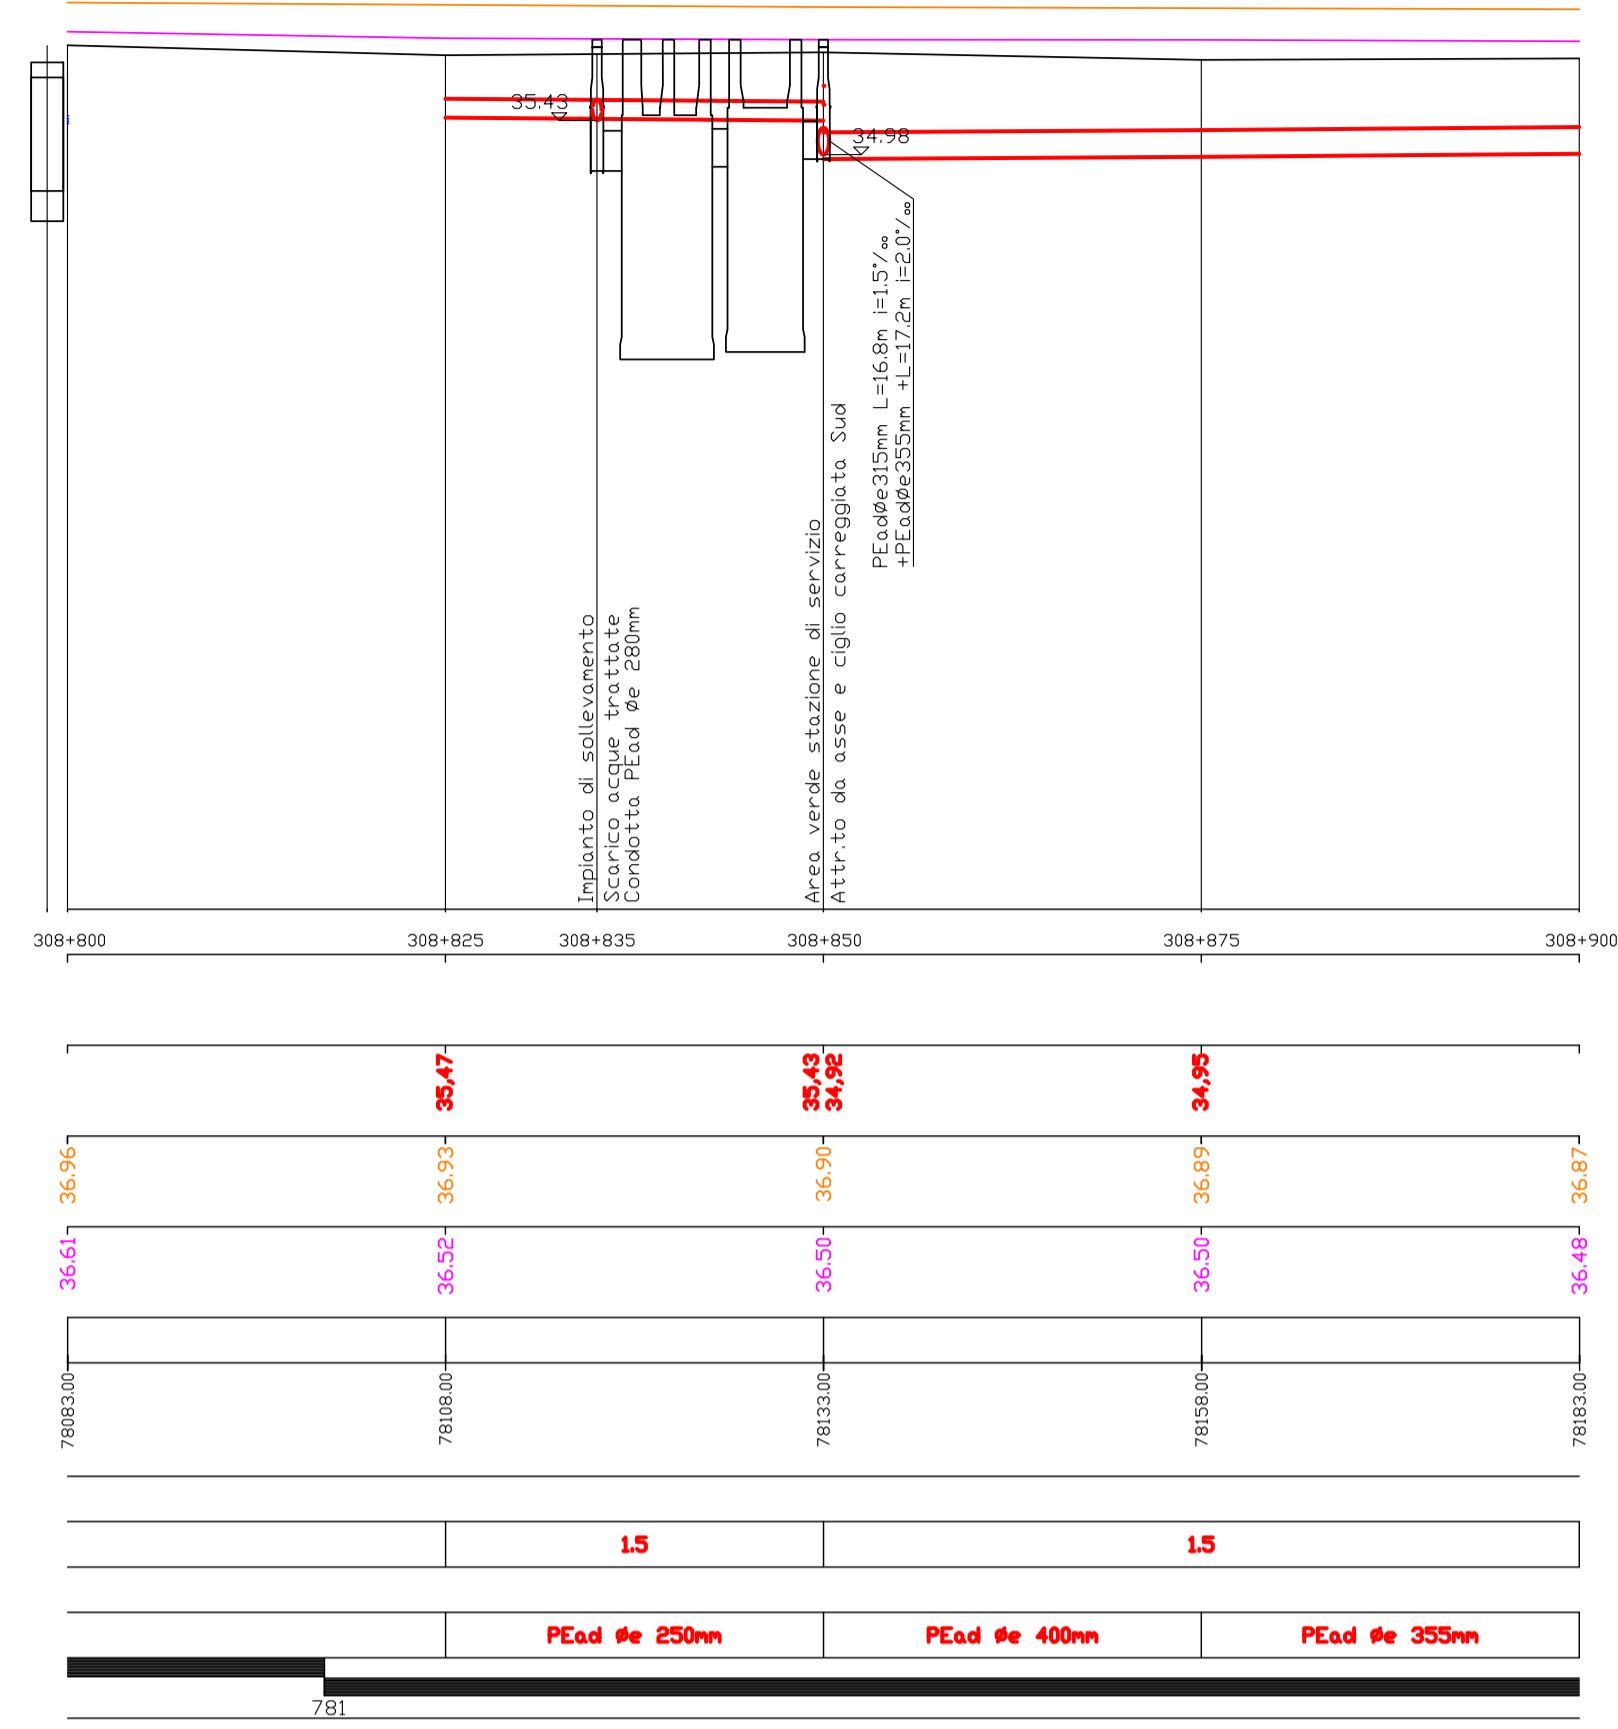 35.43
34.98
PEadØe315mm L=16.8m i=1.5°/∞
+PEadØe355mm +L=17.2m i=2.0°/∞
Impianto di sollevamento
Scarico acque trattate
Condotta PEad Øe 280mm
Area verde stazione di servizio
Attr.to da asse e ciglio carreggiata Sud
308+800 308+825 308+835 308+850 308+875 308+900
35,47 35,43 34,92 34,95
36.96 36.93 36.90 36.89 36.87
36.61 36.52 36.50 36.50 36.48
78083.00 78108.00 78133.00 78158.00 78183.00
1.5 1.5
PEad Øe 250mm PEad Øe 400mm PEad Øe 355mm
781